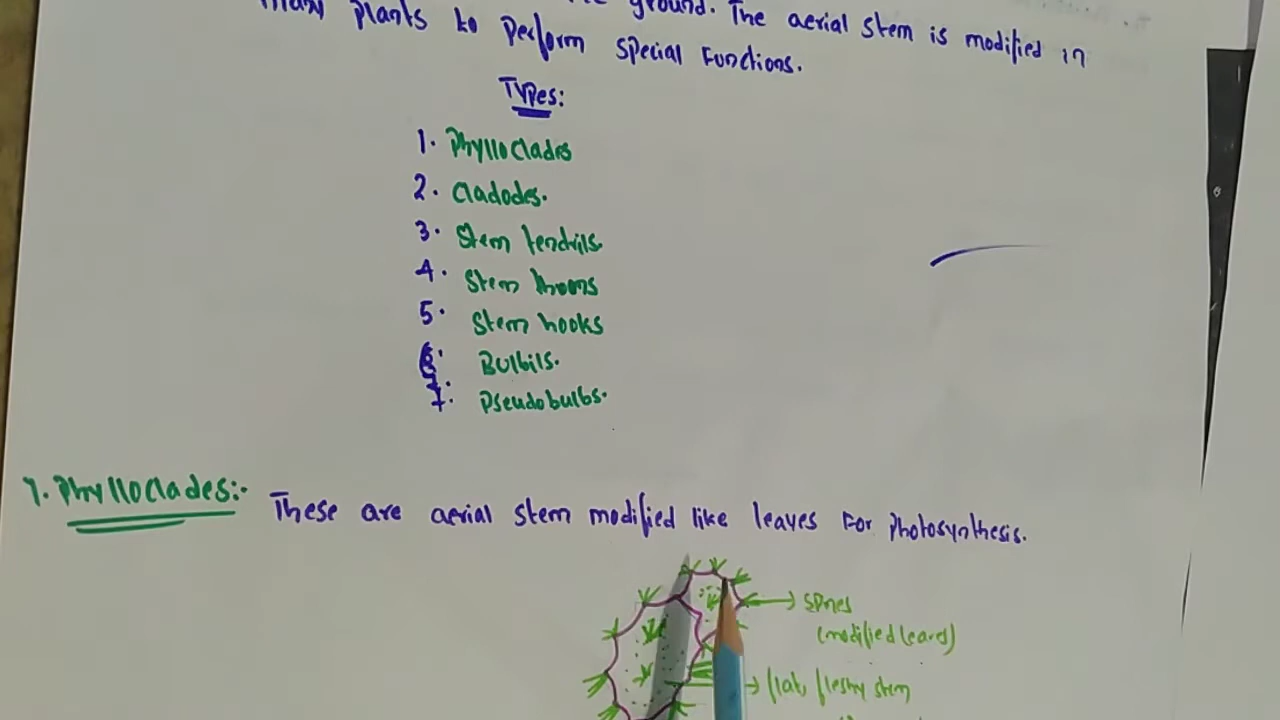 many plants to perform special functions.
ground. The aerial stem is modified in
Types:
1. Phylloclades
2. Cladodes.
3. Stem tendrils.
4. Stem thorns
5. Stem hooks
6. Bulbils.
7. Pseudobulbs.
1. Phylloclades:- These are aerial stem modified like leaves for photosynthesis.
spines
(modified leaves)
flat, fleshy stem